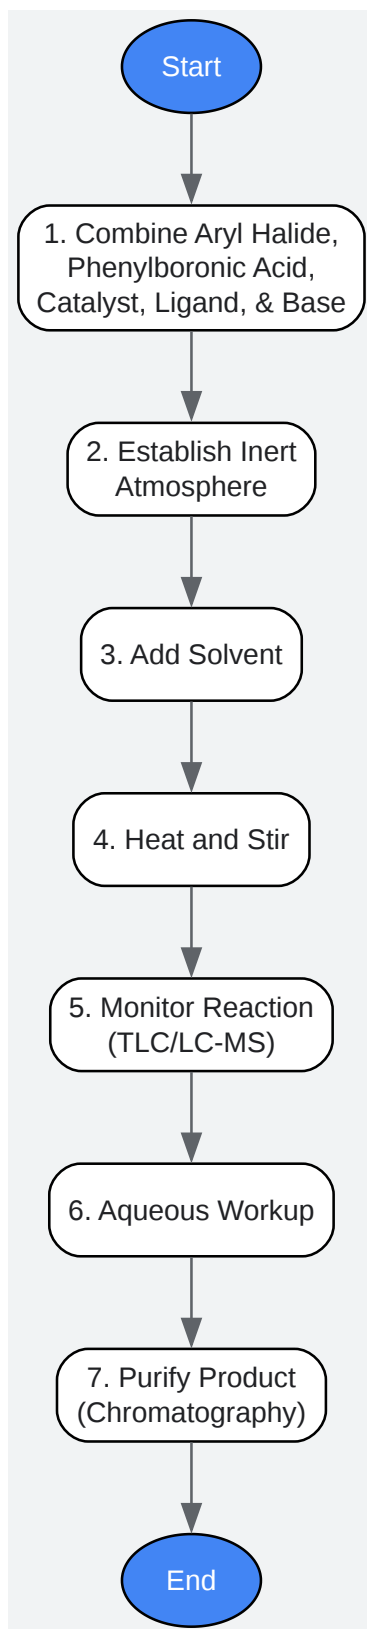 Start
1. Combine Aryl Halide,
Phenylboronic Acid,
Catalyst, Ligand, & Base
2. Establish Inert
Atmosphere
3. Add Solvent
4. Heat and Stir
5. Monitor Reaction
(TLC/LC-MS)
6. Aqueous Workup
7. Purify Product
(Chromatography)
End